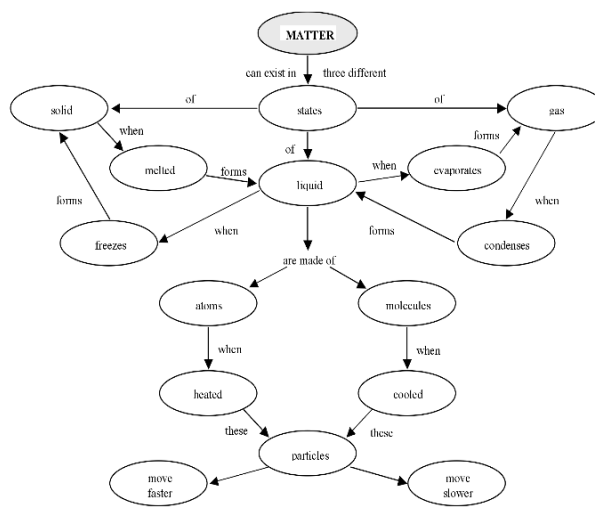 MATTER
can exist in three different
solid of states of gas
when of forms
melted forms liquid when evaporates
forms when forms when
freezes condenses
are made of
atoms molecules
when when
heated cooled
these these
particles
move faster
move slower